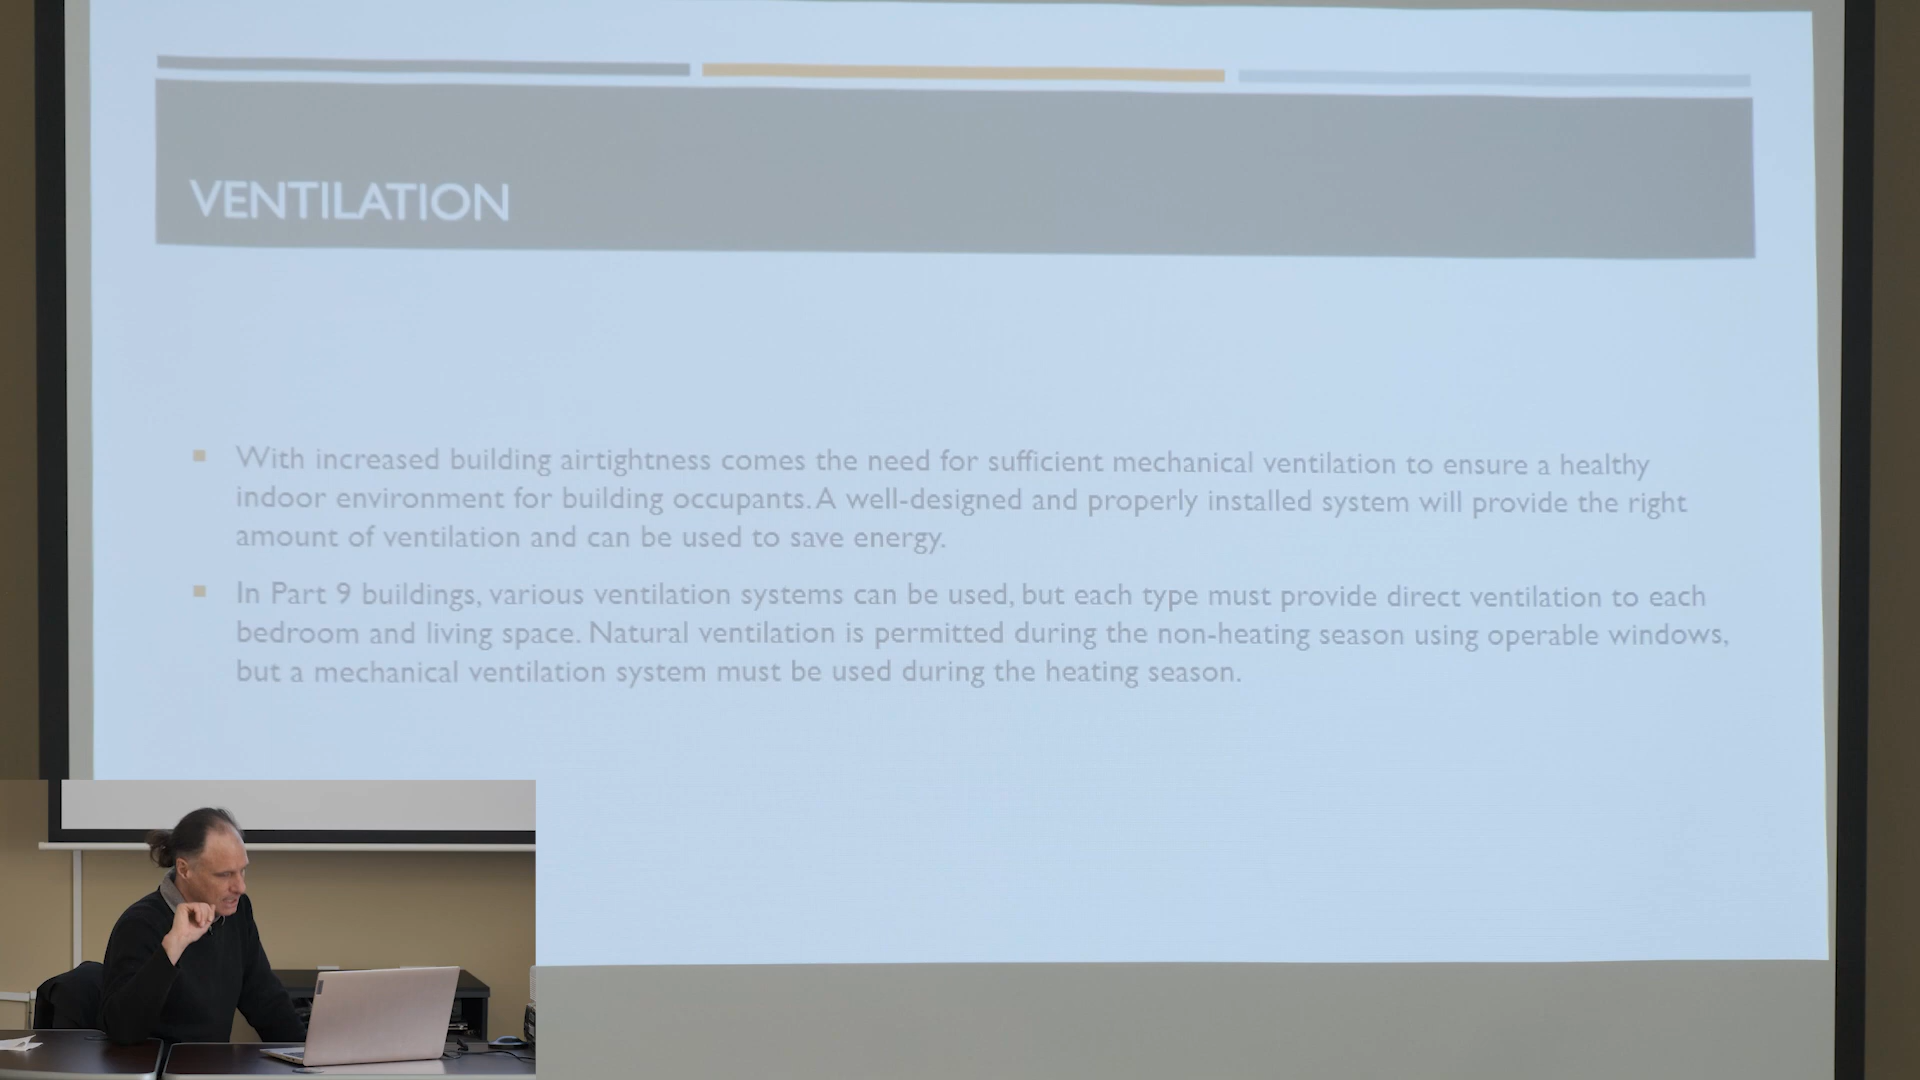 VENTILATION
With increased building airtightness comes the need for sufficient mechanical ventilation to ensure a healthy
indoor environment for building occupants. A well-designed and properly installed system will provide the right
amount of ventilation and can be used to save energy.
In Part 9 buildings, various ventilation systems can be used, but each type must provide direct ventilation to each
bedroom and living space. Natural ventilation is permitted during the non-heating season using operable windows,
but a mechanical ventilation system must be used during the heating season.